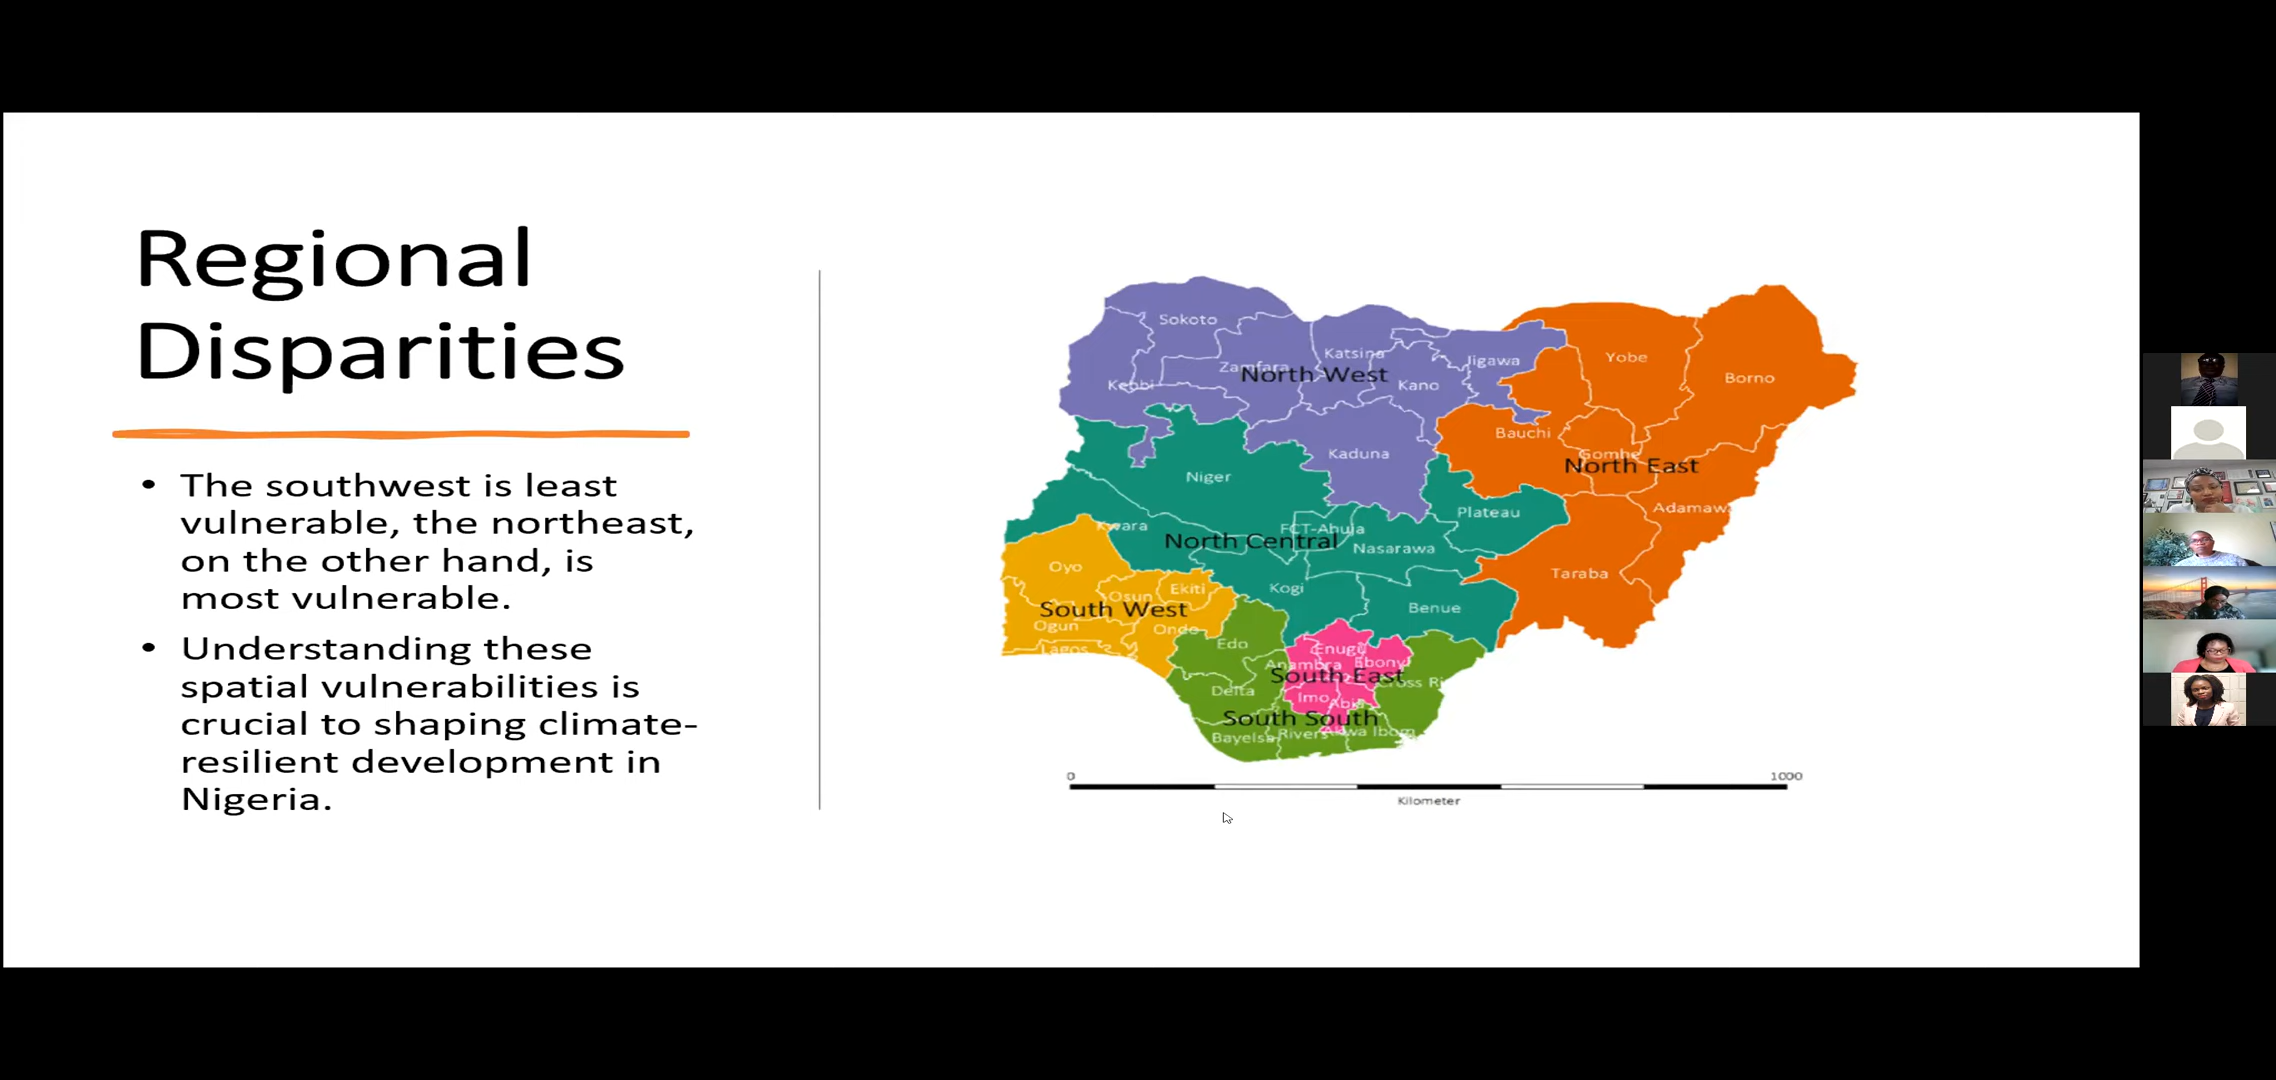 Regional
Disparities
• The southwest is least
vulnerable, the northeast,
on the other hand, is
most vulnerable.
• Understanding these
spatial vulnerabilities is
crucial to shaping climate-
resilient development in
Nigeria.
Sokoto
Katsina
Jigawa
Yobe
Zamfara
North West
Kebbi
Kano
Borno
Bauchi
Kaduna
Gombe
North East
Niger
Adamaw
Plateau
Kwara
FCT-Abuja
North Central
Nasarawa
Oyo
Taraba
Osun
Ekiti
Kogi
South West
Benue
Ogun
Ondo
Lagos
Edo
Enugu
Anambra
Ebony
South East
Cross Ri
Delta
Imo
Abia
South South
Bayelsa
Rivers
Akwa Ibom
0
1000
Kilometer